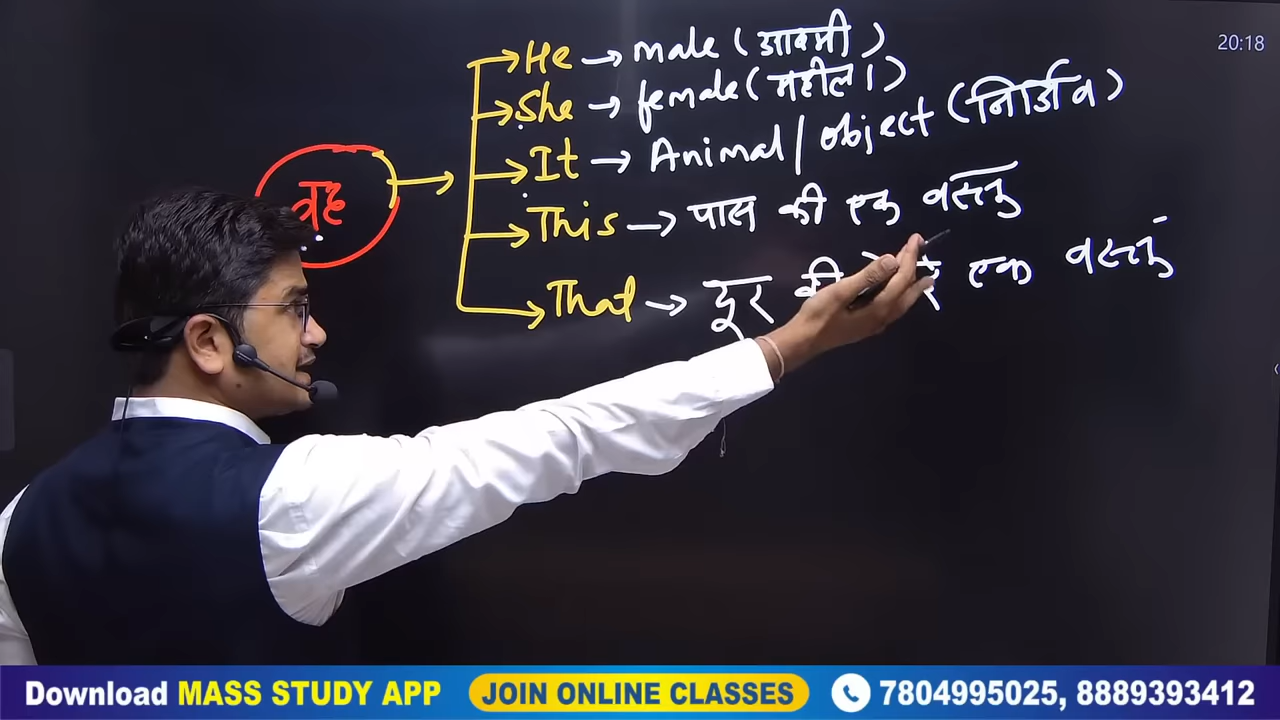 20:18
He → male (आदमी)
She → female (महिला)
It → Animal / object (निर्जीव)
वह →
This → पास की एक वस्तु
That → दूर की एक वस्तु
Download MASS STUDY APP JOIN ONLINE CLASSES 7804995025, 8889393412